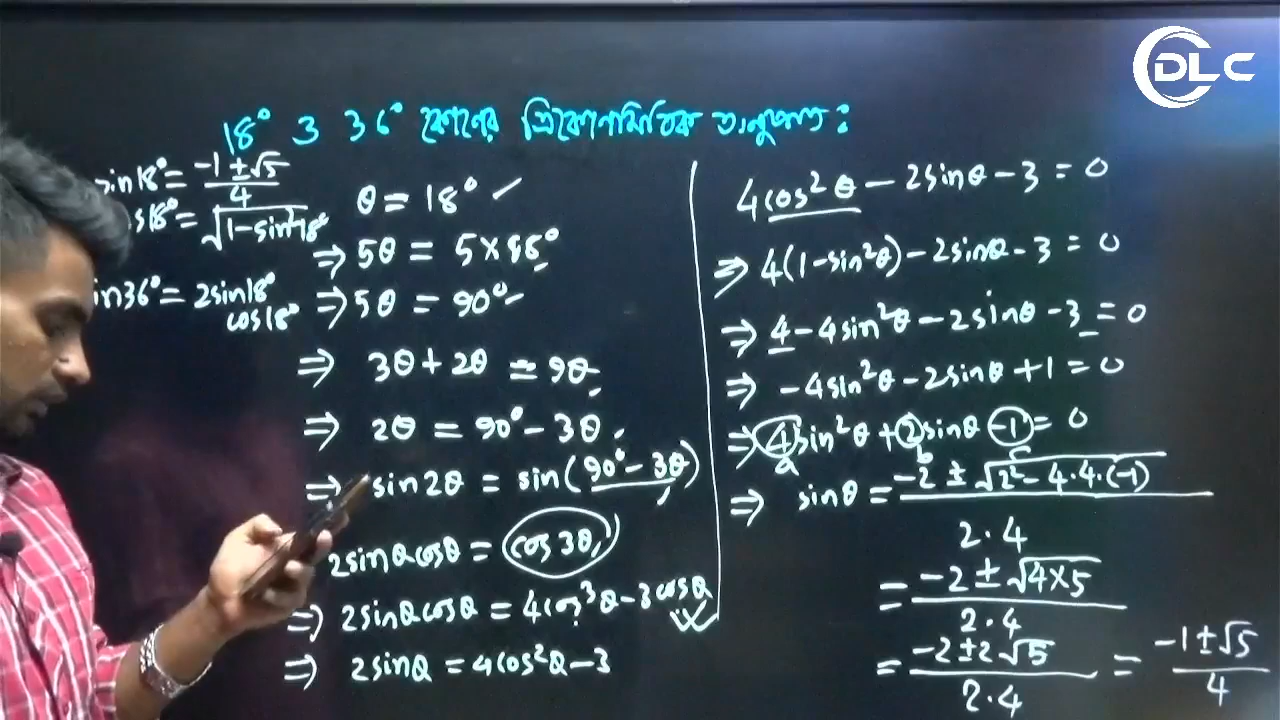 DLC
18° ও 36° কোনের ত্রিকোনোমিতিক অনুপাত :
sin18° = (-1 ± √5)/4
s18° = √(1-sin²18°)
in36° = 2sin18°
cos18°
θ = 18°
⇒ 5θ = 5×18°
⇒ 5θ = 90°
⇒ 3θ + 2θ = 90
⇒ 2θ = 90° - 3θ
⇒ sin2θ = sin(90° - 3θ)
2sinθcosθ = cos3θ
⇒ 2sinθcosθ = 4cos³θ - 3cosθ
⇒ 2sinθ = 4cos²θ - 3
4cos²θ - 2sinθ - 3 = 0
⇒ 4(1-sin²θ) - 2sinθ - 3 = 0
⇒ 4 - 4sin²θ - 2sinθ - 3 = 0
⇒ -4sin²θ - 2sinθ + 1 = 0
⇒ 4sin²θ + 2sinθ -1 = 0
a b c
⇒ sinθ = (-2 ± √(2² - 4·4·(-1)))/(2·4)
= (-2 ± √(4×5))/(2·4)
= (-2 ± 2√5)/(2·4) = (-1 ± √5)/4